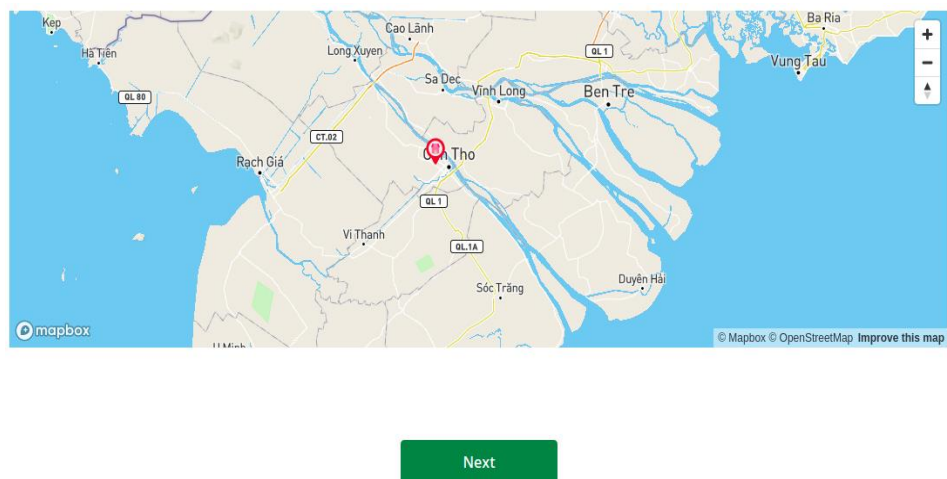 Kep
Hà Tiên
Cao Lãnh
Long Xuyen
QL 1
Ba Ria
Vung Tau
Sa Dec
Vĩnh Long
Ben Tre
QL 80
CT.02
Rạch Giá
Tho
QL 1
Vi Thanh
QL.1A
Sóc Trăng
Duyên Hải
mapbox
© Mapbox © OpenStreetMap Improve this map
Next